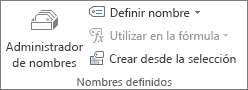 Administrador
de nombres
Definir nombre
Utilizar en la fórmula
Crear desde la selección
Nombres definidos